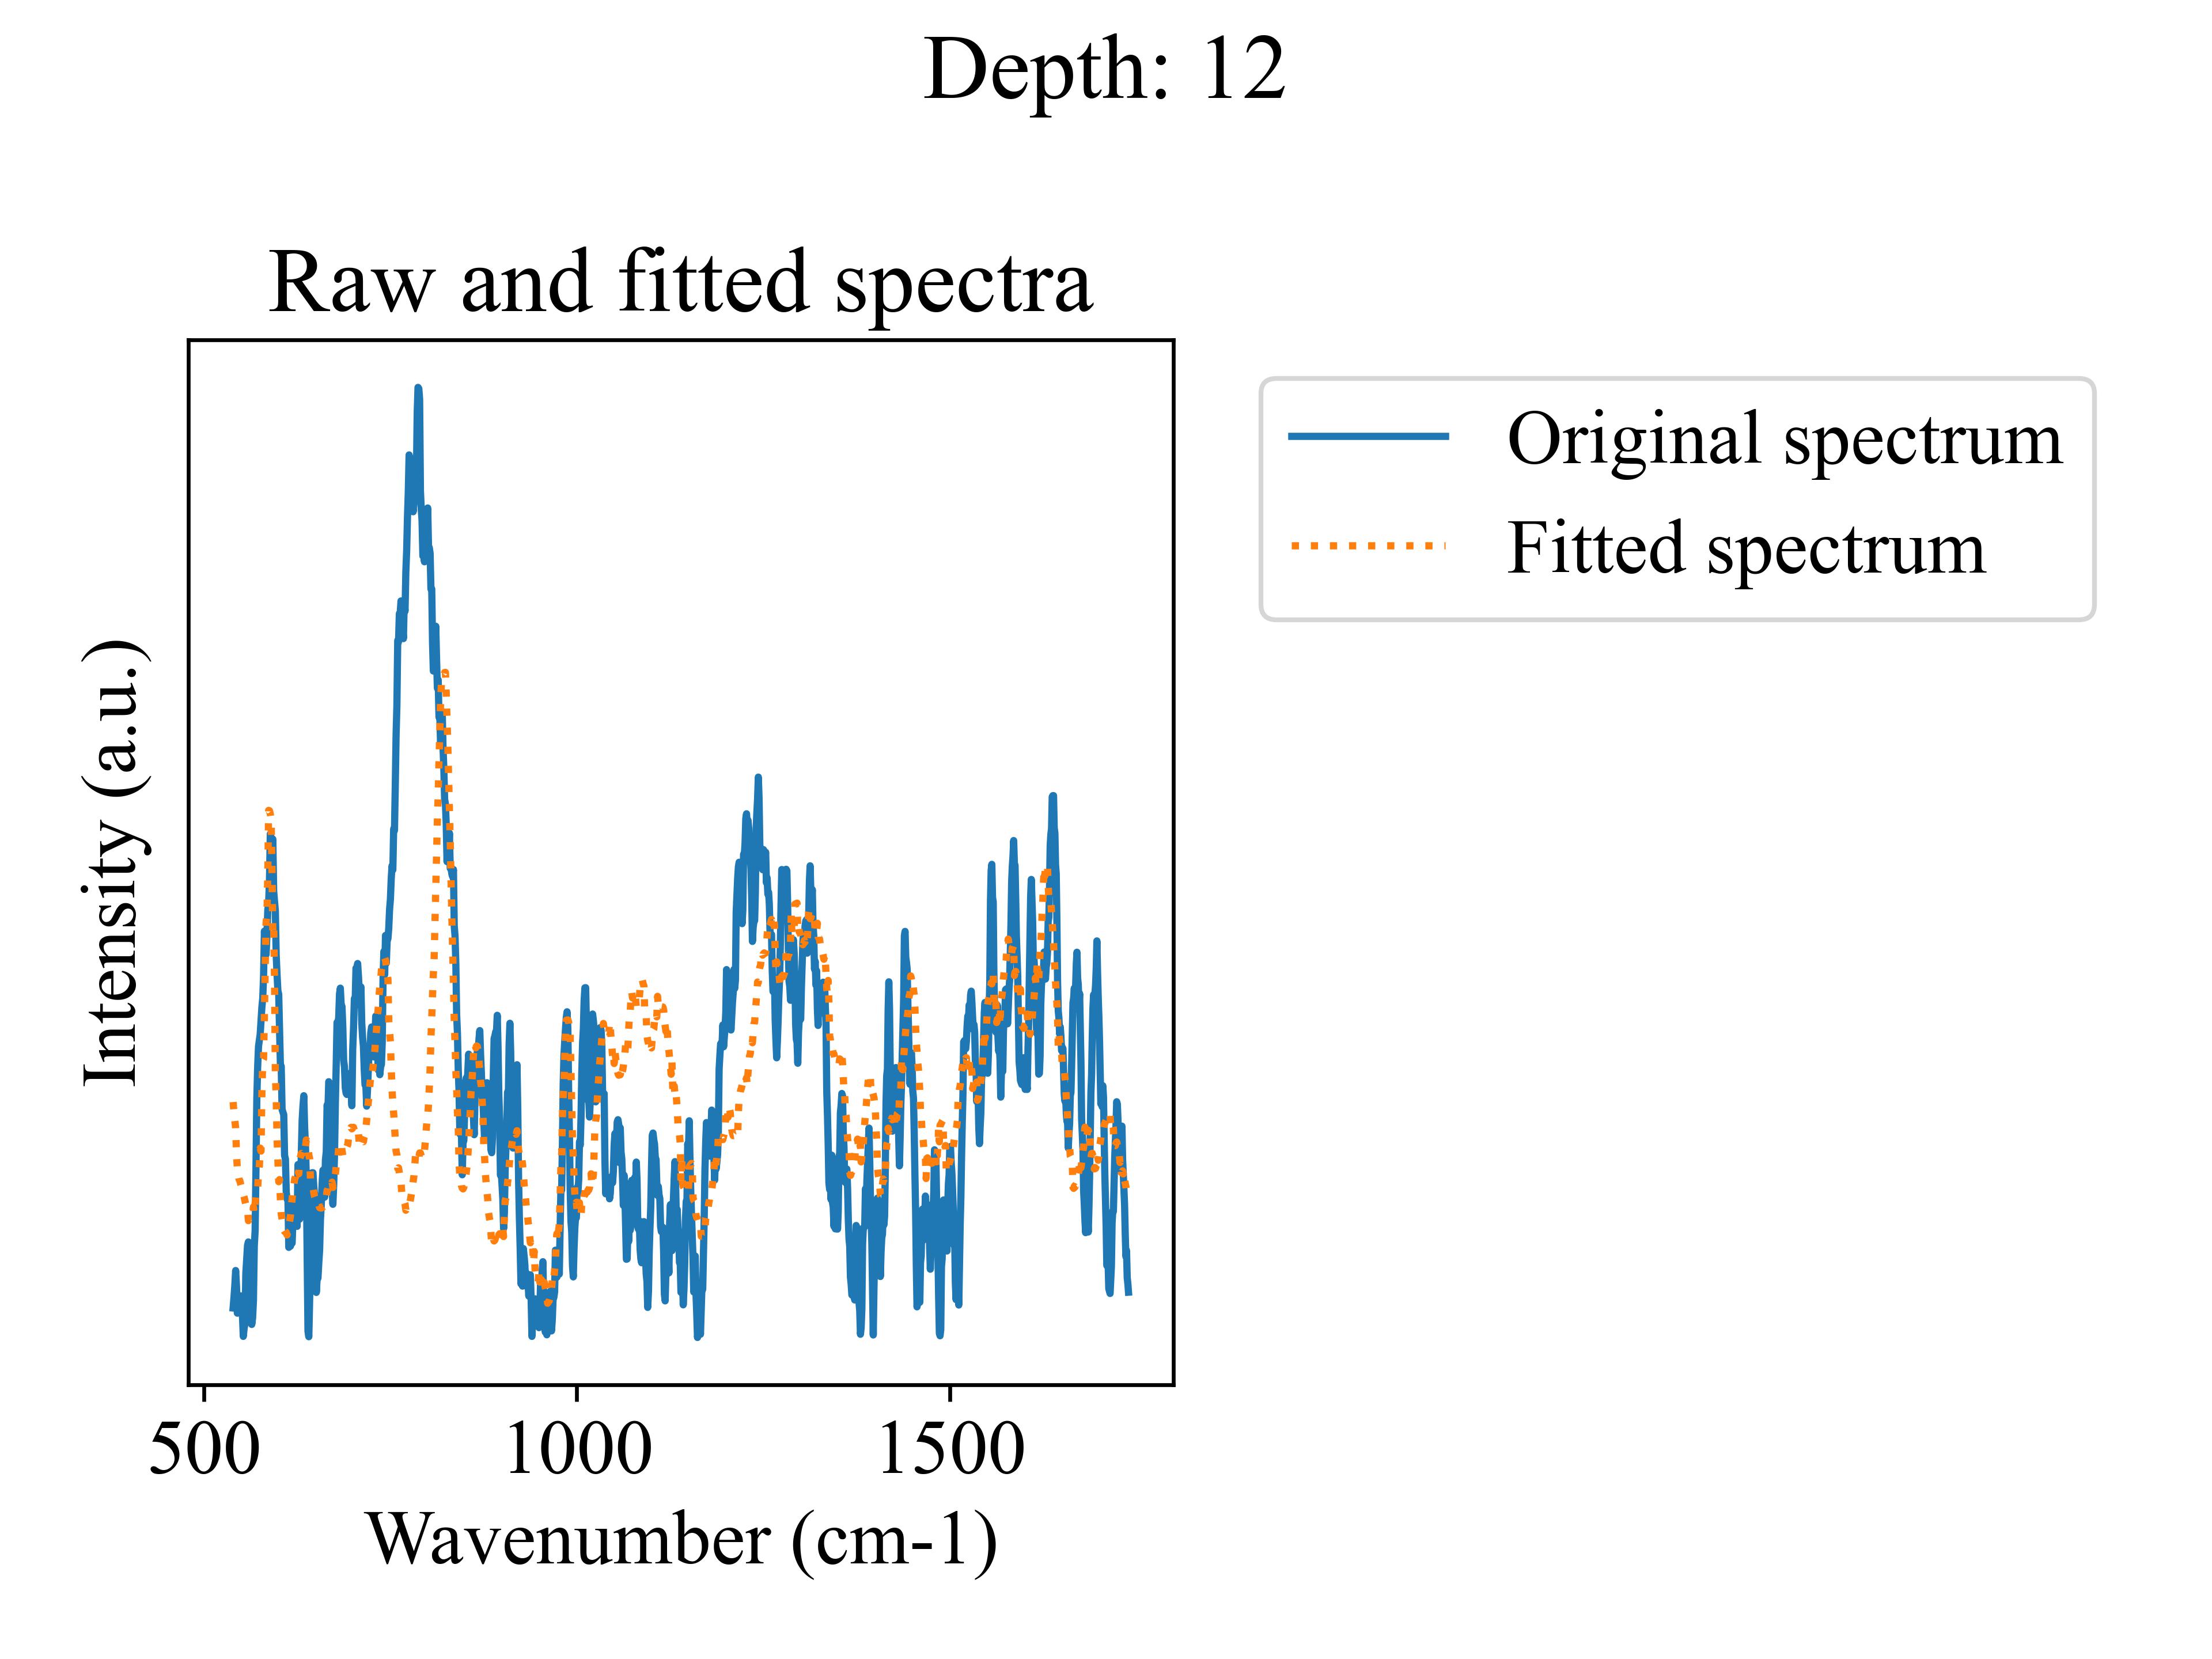 Depth: 12
Raw and fitted spectra
Original spectrum
Fitted spectrum
Intensity (a.u.)
500 1000 1500
Wavenumber (cm-1)